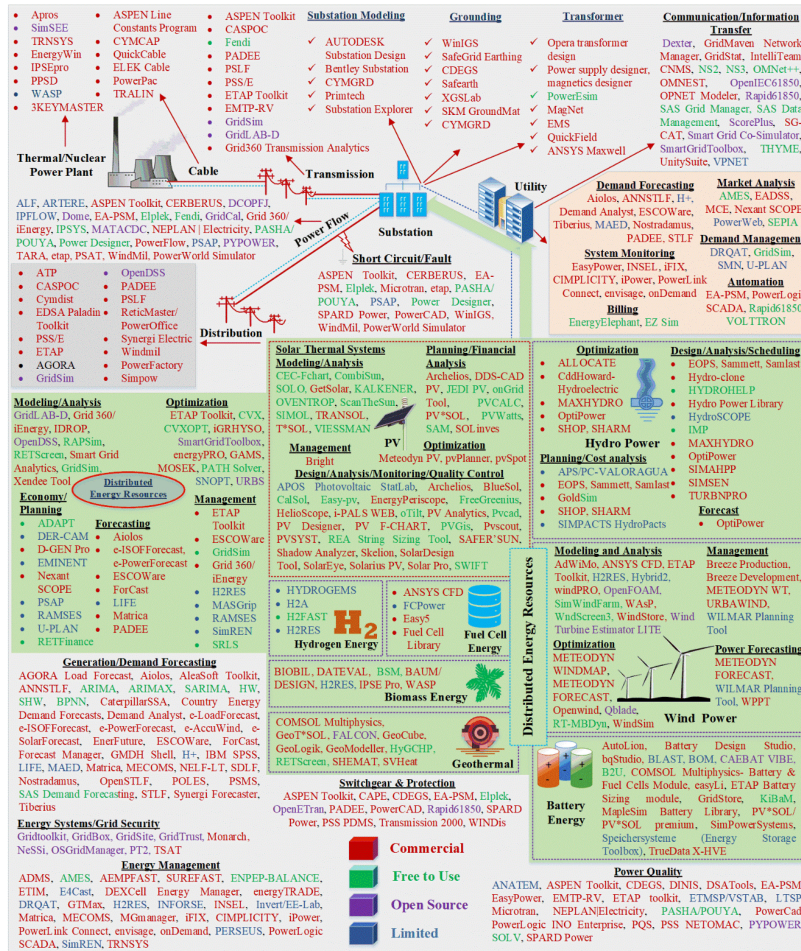 • Apros
• SimSEE
• TRNSYS
• EnergyWin
• IPSEpro
• PPSD
• WASP
• 3KEYMASTER
Thermal/Nuclear
Power Plant
• ASPEN Line
Constants Program
• CYMCAP
• QuickCable
• ELEK Cable
• PowerPac
• TRALIN
Cable
• ASPEN Toolkit
• CASPOC
• Fendi
• PADEE
• PSLF
• PSS/E
• ETAP Toolkit
• EMTP-RV
• GridSim
• GridLAB-D
• Grid360 Transmission Analytics
Transmission
Substation Modeling
✓ AUTODESK
Substation Design
✓ Bentley Substation
✓ CYMGRD
✓ Primtech
✓ Substation Explorer
Grounding
✓ WinIGS
✓ SafeGrid Earthing
✓ CDEGS
✓ Safearth
✓ XGSLab
✓ SKM GroundMat
✓ CYMGRD
Transformer
✓ Opera transformer
design
✓ Power supply designer,
magnetics designer
✓ PowerEsim
✓ MagNet
✓ EMS
✓ QuickField
✓ ANSYS Maxwell
Communication/Information
Transfer
Dexter, GridMaven Network
Manager, GridStat, IntelliTeam
CNMS, NS2, NS3, OMNet++,
OMNEST, OpenIEC61850,
OPNET Modeler, Rapid61850,
SAS Grid Manager, SAS Data
Management, ScorePlus, SG-
CAT, Smart Grid Co-Simulator,
SmartGridToolbox, THYME,
UnitySuite, VPNET
ALF, ARTERE, ASPEN Toolkit, CERBERUS, DCOPFJ,
IPFLOW, Dome, EA-PSM, Elplek, Fendi, GridCal, Grid 360/
iEnergy, IPSYS, MATACDC, NEPLAN | Electricity, PASHA/
POUYA, Power Designer, PowerFlow, PSAP, PYPOWER,
TARA, etap, PSAT, WindMil, PowerWorld Simulator
Power Flow
Substation
Utility
Demand Forecasting
Aiolos, ANNSTLF, H+,
Demand Analyst, ESCOWare,
Tiberius, MAED, Nostradamus,
PADEE, STLF
System Monitoring
EasyPower, INSEL, iFIX,
CIMPLICITY, iPower, PowerLink
Connect, envisage, onDemand
Billing
EnergyElephant, EZ Sim
Market Analysis
AMES, EADSS,
MCE, Nexant SCOPE,
PowerWeb, SEPIA
Demand Management
DRQAT, GridSim,
SMN, U-PLAN
Automation
EA-PSM, PowerLogic
SCADA, Rapid61850,
VOLTTRON
• ATP
• CASPOC
• Cymdist
• EDSA Paladin
Toolkit
• PSS/E
• ETAP
• AGORA
• GridSim
• OpenDSS
• PADEE
• PSLF
• ReticMaster/
PowerOffice
• Synergi Electric
• Windmil
• PowerFactory
• Simpow
Distribution
Short Circuit/Fault
ASPEN Toolkit, CERBERUS, EA-
PSM, Elplek, Microtran, etap, PASHA/
POUYA, PSAP, Power Designer,
SPARD Power, PowerCAD, WinIGS,
WindMil, PowerWorld Simulator
Modeling/Analysis
GridLAB-D, Grid 360/
iEnergy, IDROP,
OpenDSS, RAPSim,
RETScreen, Smart Grid
Analytics, GridSim,
Xendee Tool
Optimization
ETAP Toolkit, CVX,
CVXOPT, iGRHYSO,
SmartGridToolbox,
energyPRO, GAMS,
MOSEK, PATH Solver,
SNOPT, URBS
Distributed
Energy Resources
Economy/
Planning
• ADAPT
• DER-CAM
• D-GEN Pro
• EMINENT
• Nexant
SCOPE
• PSAP
• RAMSES
• U-PLAN
• RETFinance
Forecasting
• Aiolos
• e-ISOFForecast,
e-PowerForecast
• ESCOWare
• ForCast
• LIFE
• Matrica
• PADEE
Management
• ETAP
Toolkit
• ESCOWare
• GridSim
• Grid 360/
iEnergy
• H2RES
• MASGrip
• RAMSES
• SimREN
• SRLS
Solar Thermal Systems
Modeling/Analysis
CEC-Fchart, CombiSun,
SOLO, GetSolar, KALKENER,
OVENTROP, ScanTheSun,
SIMOL, TRANSOL,
T*SOL, VIESSMAN
Planning/Financial
Analysis
Archelios, DDS-CAD
PV, JEDI PV, onGrid
Tool, PVCALC,
PV*SOL, PVWatts,
SAM, SOLinves
PV
Management
Bright
Optimization
Meteodyn PV, pvPlanner, pvSpot
Design/Analysis/Monitoring/Quality Control
APOS Photovoltaic StatLab, Archelios, BlueSol,
CalSol, Easy-pv, EnergyPeriscope, FreeGreenius,
HelioScope, i-PALS WEB, oTilt, PV Analytics, Pvcad,
PV Designer, PV F-CHART, PVGis, Pvscout,
PVSYST, REA String Sizing Tool, SAFER'SUN,
Shadow Analyzer, Skelion, SolarDesign
Tool, SolarEye, Solarius PV, Solar Pro, SWIFT
Optimization
• ALLOCATE
• CddHoward-
Hydroelectric
• MAXHYDRO
• OptiPower
• SHOP, SHARM
Hydro Power
Planning/Cost analysis
• APS/PC-VALORAGUA
• EOPS, Sammett, Samlast
• GoldSim
• SHOP, SHARM
• SIMPACTS HydroPacts
Design/Analysis/Scheduling
• EOPS, Sammett, Samlast
• Hydro-clone
• HYDROHELP
• Hydro Power Library
• HydroSCOPE
• IMP
• MAXHYDRO
• OptiPower
• SIMAHPP
• SIMSEN
• TURBNPRO
Forecast
• OptiPower
• HYDROGEMS
• H2A
• H2FAST
• H2RES
H2
Hydrogen Energy
• ANSYS CFD
• FCPower
• Easy5
• Fuel Cell
Library
Fuel Cell
Energy
BIOBIL, DATEVAL, BSM, BAUM/
DESIGN, H2RES, IPSE Pro, WASP
Biomass Energy
COMSOL Multiphysics,
GeoT*SOL, FALCON, GeoCube,
GeoLogik, GeoModeller, HyGCHP,
RETScreen, SHEMAT, SVHeat
Geothermal
Distributed Energy Resources
Modeling and Analysis
AdWiMo, ANSYS CFD, ETAP
Toolkit, H2RES, Hybrid2,
windPRO, OpenFOAM,
SimWindFarm, WAsP,
WndScreen3, WindStore, Wind
Turbine Estimator LITE
Management
Breeze Production,
Breeze Development,
METEODYN WT,
URBAWIND,
WILMAR Planning
Tool
Optimization
METEODYN
WINDMAP,
METEODYN
FORECAST,
Openwind, Qblade,
RT-MBDyn, WindSim
Power Forecasting
METEODYN
FORECAST,
WILMAR Planning
Tool, WPPT
Wind Power
Battery
Energy
AutoLion, Battery Design Studio,
bqStudio, BLAST, BOM, CAEBAT VIBE,
B2U, COMSOL Multiphysics- Battery &
Fuel Cells Module, easyLi, ETAP Battery
Sizing module, GridStore, KiBaM,
MapleSim Battery Library, PV*SOL/
PV*SOL premium, SimPowerSystems,
Speichersysteme (Energy Storage
Toolbox), TrueData X-HVE
Generation/Demand Forecasting
AGORA Load Forecast, Aiolos, AleaSoft Toolkit,
ANNSTLF, ARIMA, ARIMAX, SARIMA, HW,
SHW, BPNN, CaterpillarSSA, Country Energy
Demand Forecasts, Demand Analyst, e-LoadForecast,
e-ISOFForecast, e-PowerForecast, e-AccuWind, e-
SolarForecast, EnerFuture, ESCOWare, ForCast,
Forecast Manager, GMDH Shell, H+, IBM SPSS,
LIFE, MAED, Matrica, MECOMS, NELF-LT, SDLF,
Nostradamus, OpenSTLF, POLES, PSMS,
SAS Demand Forecasting, STLF, Synergi Forecaster,
Tiberius
Energy Systems/Grid Security
Gridtoolkit, GridBox, GridSite, GridTrust, Monarch,
NeSSi, OSGridManager, PT2, TSAT
Energy Management
ADMS, AMES, AEMPFAST, SUREFAST, ENPEP-BALANCE,
ETIM, E4Cast, DEXCell Energy Manager, energyTRADE,
DRQAT, GTMax, H2RES, INFORSE, INSEL, Invert/EE-Lab,
Matrica, MECOMS, MGmanager, iFIX, CIMPLICITY, iPower,
PowerLink Connect, envisage, onDemand, PERSEUS, PowerLogic
SCADA, SimREN, TRNSYS
Switchgear & Protection
ASPEN Toolkit, CAPE, CDEGS, EA-PSM, Elplek,
OpenETran, PADEE, PowerCAD, Rapid61850, SPARD
Power, PSS PDMS, Transmission 2000, WINDis
Commercial
Free to Use
Open Source
Limited
Power Quality
ANATEM, ASPEN Toolkit, CDEGS, DINIS, DSATools, EA-PSM,
EasyPower, EMTP-RV, ETAP toolkit, ETMSP/VSTAB, LTSP,
Microtran, NEPLAN|Electricity, PASHA/POUYA, PowerCad,
PowerLogic INO Enterprise, PQS, PSS NETOMAC, PYPOWER,
SOLV, SPARD Power